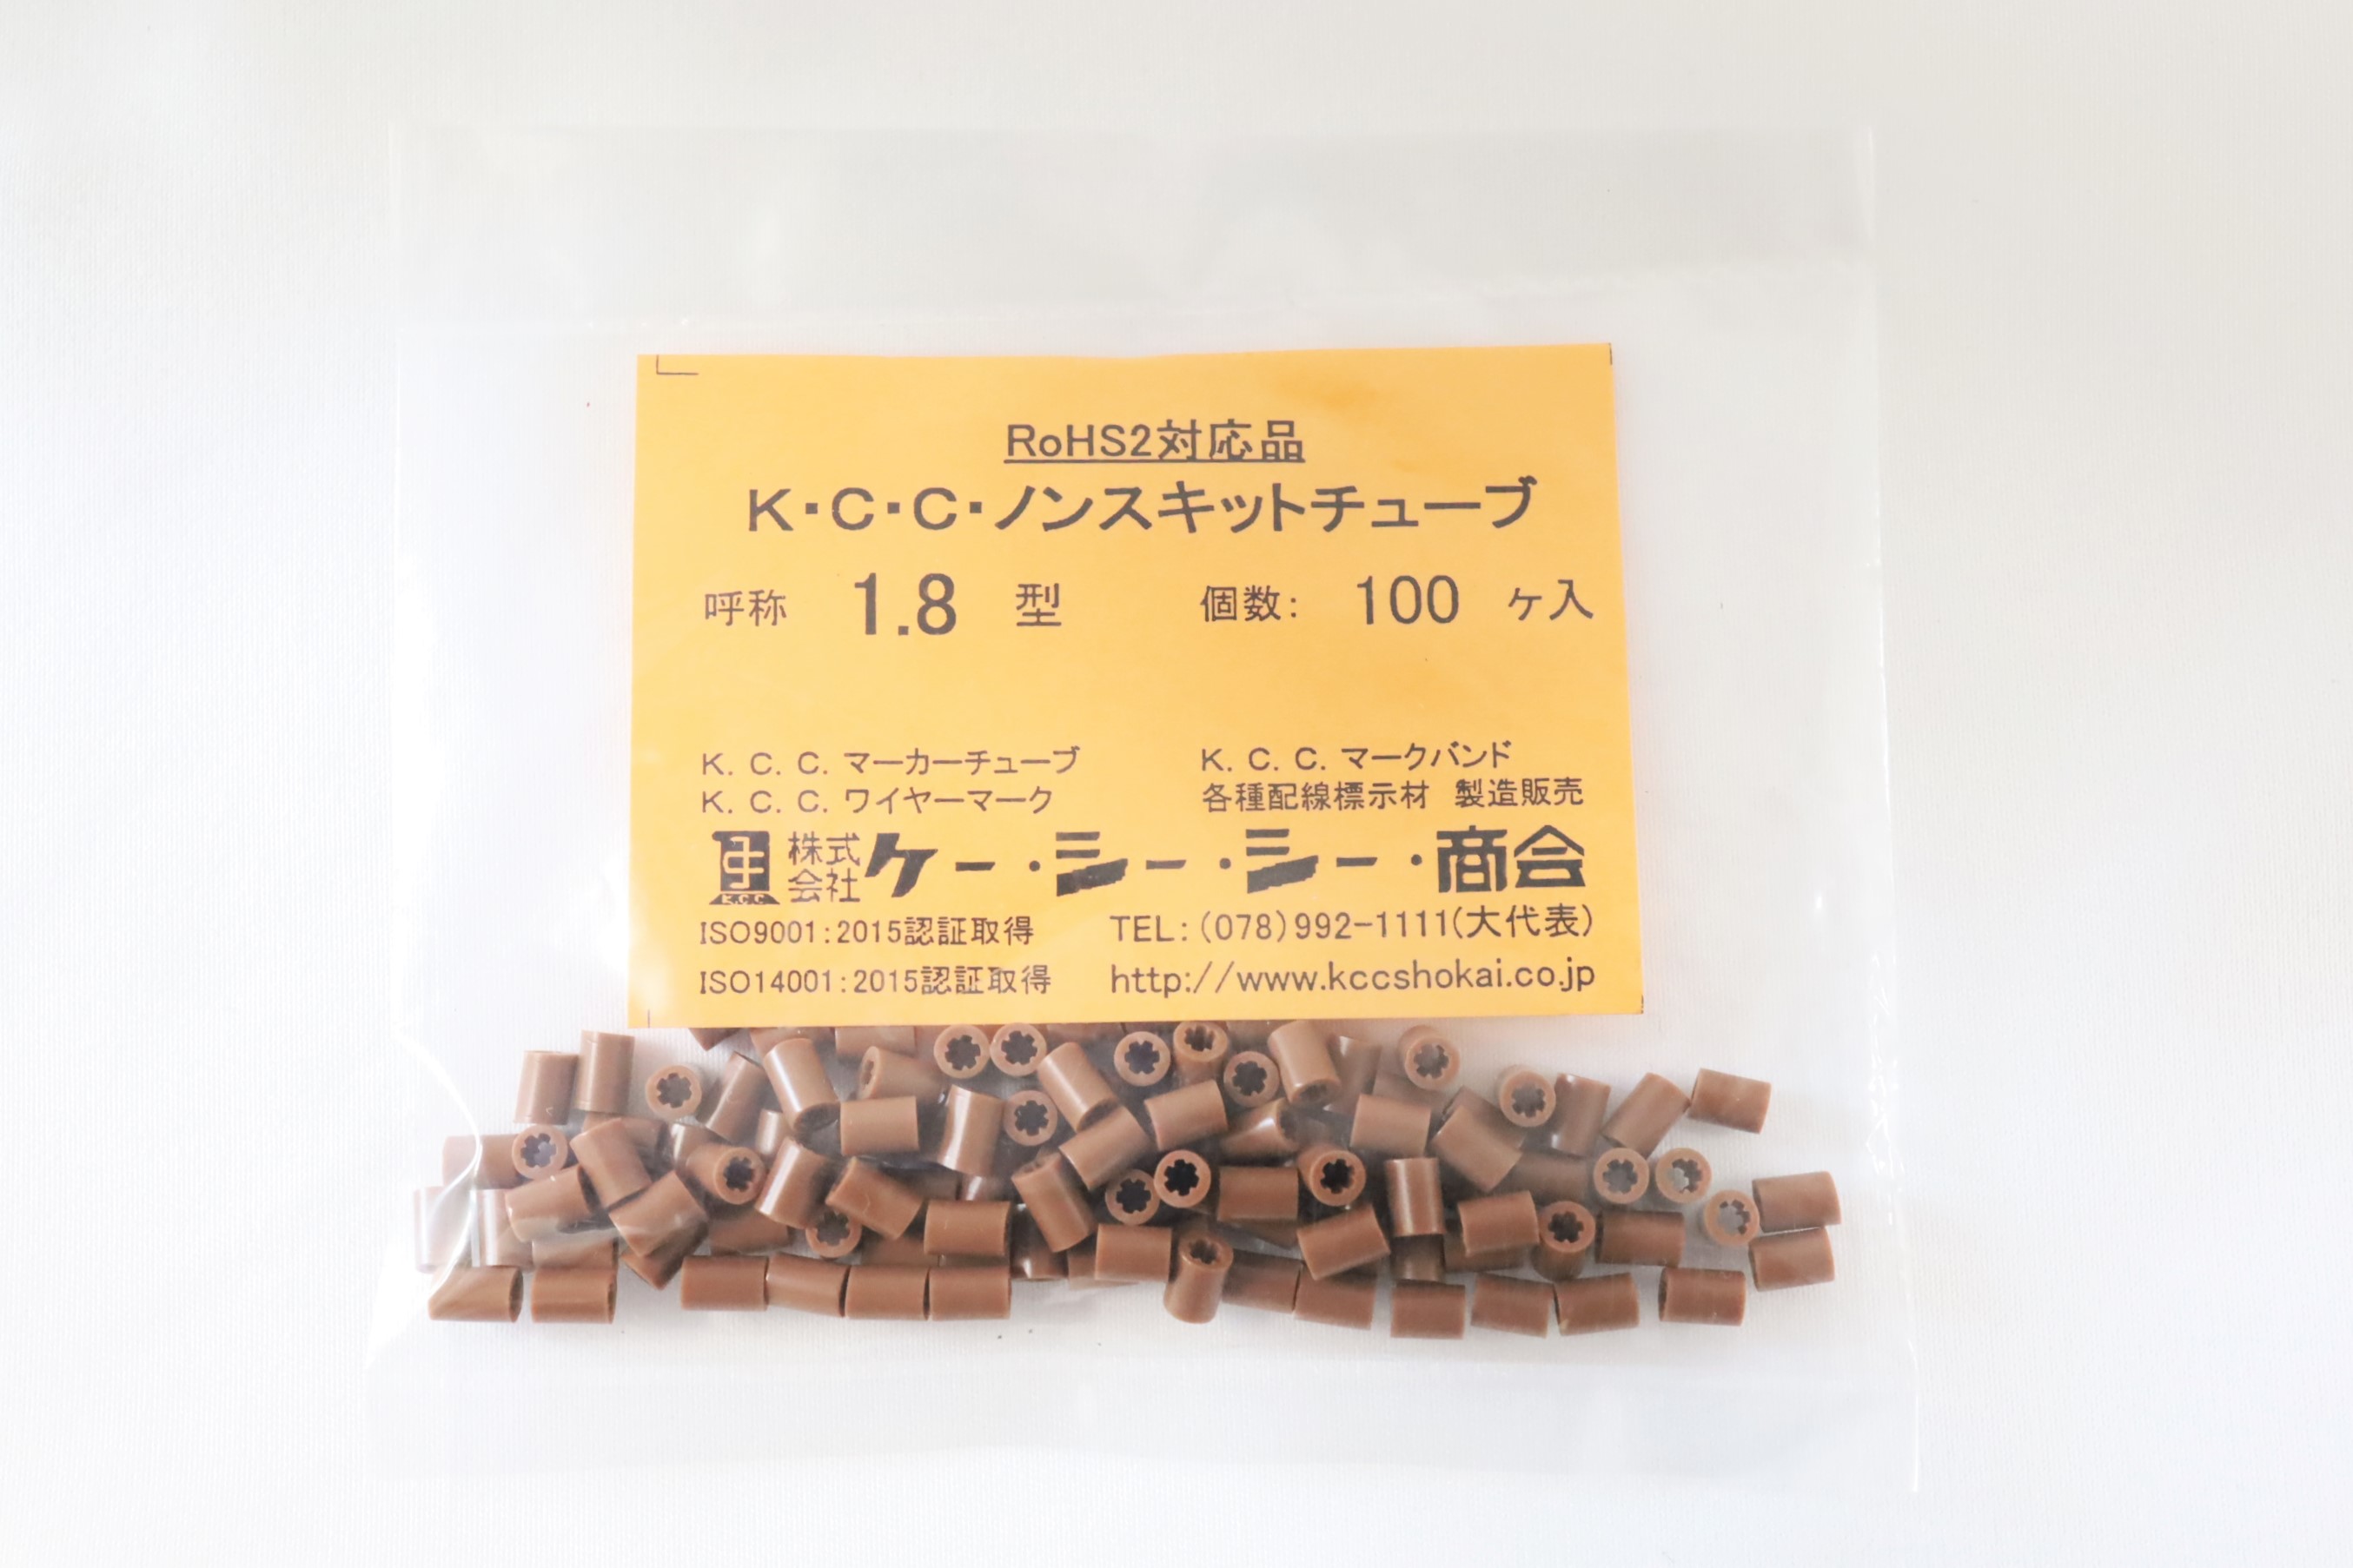 RoHS2対応品
K・C・C・ノンスキットチューブ
呼称 1.8 型 個数: 100 ヶ入
K. C. C. マーカーチューブ K. C. C. マークバンド
K. C. C. ワイヤーマーク 各種配線標示材 製造販売
K.C.C 株式会社 ケー・シー・シー・商会
ISO9001:2015認証取得 TEL:(078)992-1111(大代表)
ISO14001:2015認証取得 http://www.kccshokai.co.jp